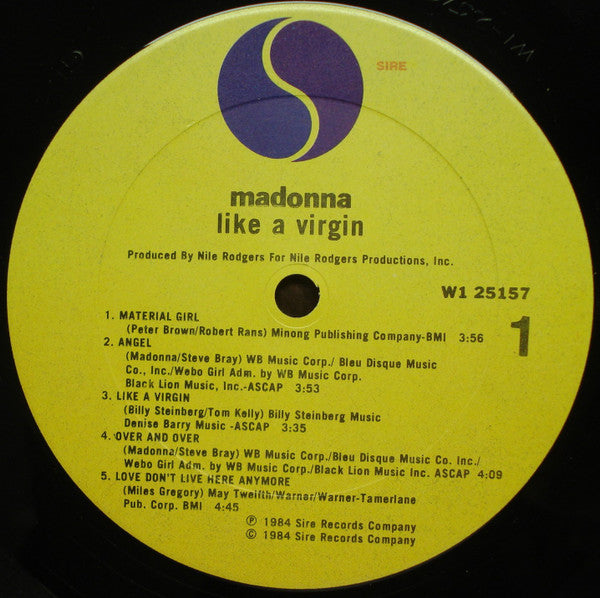 SIRE
madonna
like a virgin
Produced By Nile Rodgers For Nile Rodgers Productions, Inc.
W1 25157
1
1. MATERIAL GIRL
(Peter Brown/Robert Rans) Minong Publishing Company-BMI 3:56
2. ANGEL
(Madonna/Steve Bray) WB Music Corp./ Bleu Disque Music
Co., Inc./Webo Girl Adm. by WB Music Corp.
Black Lion Music, Inc.-ASCAP 3:53
3. LIKE A VIRGIN
(Billy Steinberg/Tom Kelly) Billy Steinberg Music
Denise Barry Music -ASCAP 3:35
4. OVER AND OVER
(Madonna/Steve Bray) WB Music Corp./Bleu Disque Music Co. Inc./
Webo Girl Adm. by WB Music Corp./Black Lion Music Inc. ASCAP 4:09
5. LOVE DON'T LIVE HERE ANYMORE
(Miles Gregory) May Twelfth/Warner/Warner-Tamerlane
Pub. Corp. BMI 4:45
℗ 1984 Sire Records Company
© 1984 Sire Records Company